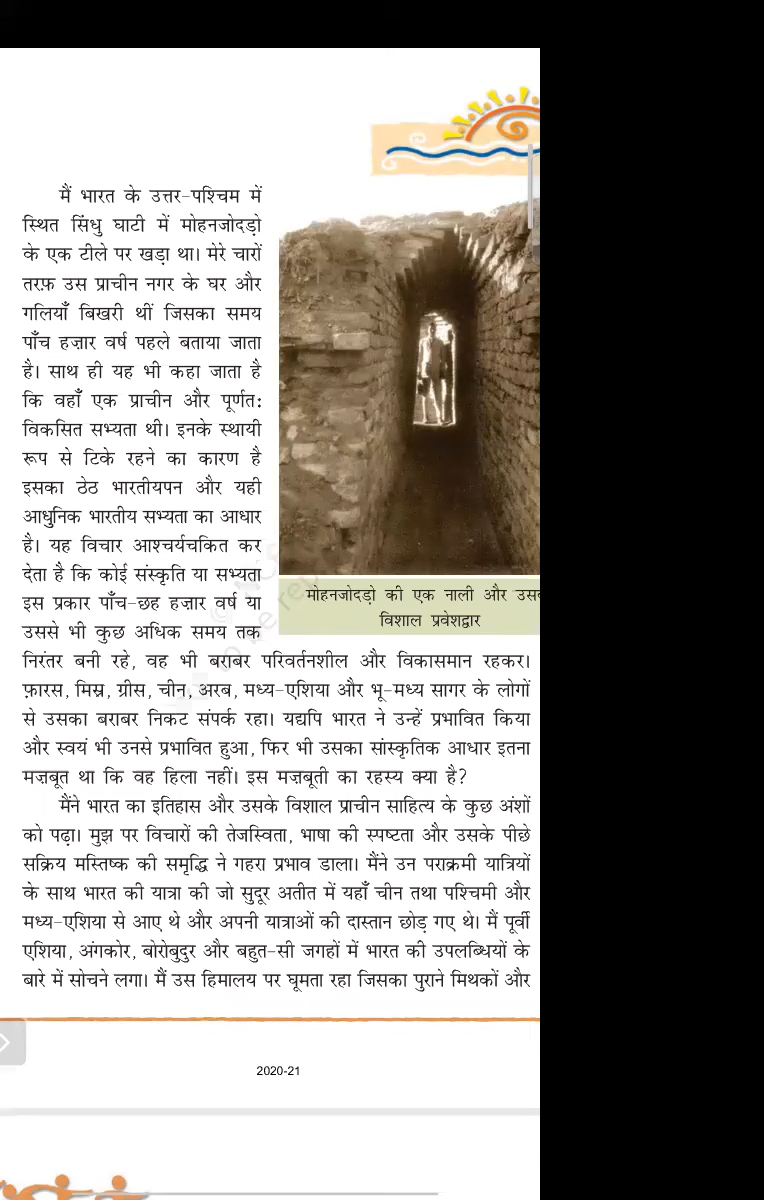 मैं भारत के उत्तर-पश्चिम में
स्थित सिंधु घाटी में मोहनजोदड़ो
के एक टीले पर खड़ा था। मेरे चारों
तरफ़ उस प्राचीन नगर के घर और
गलियाँ बिखरी थीं जिसका समय
पाँच हज़ार वर्ष पहले बताया जाता
है। साथ ही यह भी कहा जाता है
कि वहाँ एक प्राचीन और पूर्णत:
विकसित सभ्यता थी। इनके स्थायी
रूप से टिके रहने का कारण है
इसका ठेठ भारतीयपन और यही
आधुनिक भारतीय सभ्यता का आधार
है। यह विचार आश्चर्यचकित कर
देता है कि कोई संस्कृति या सभ्यता
इस प्रकार पाँच-छह हज़ार वर्ष या
उससे भी कुछ अधिक समय तक
मोहनजोदड़ो की एक नाली और
विशाल प्रवेशद्वार
निरंतर बनी रहे, वह भी बराबर परिवर्तनशील और विकासमान रहकर।
फ़ारस, मिस्र, ग्रीस, चीन, अरब, मध्य-एशिया और भू-मध्य सागर के लोगों
से उसका बराबर निकट संपर्क रहा। यद्यपि भारत ने उन्हें प्रभावित किया
और स्वयं भी उनसे प्रभावित हुआ, फिर भी उसका सांस्कृतिक आधार इतना
मज़बूत था कि वह हिला नहीं। इस मज़बूती का रहस्य क्या है?
मैंने भारत का इतिहास और उसके विशाल प्राचीन साहित्य के कुछ अंशों
को पढ़ा। मुझ पर विचारों की तेजस्विता, भाषा की स्पष्टता और उसके पीछे
सक्रिय मस्तिष्क की समृद्धि ने गहरा प्रभाव डाला। मैंने उन पराक्रमी यात्रियों
के साथ भारत की यात्रा की जो सुदूर अतीत में यहाँ चीन तथा पश्चिमी और
मध्य-एशिया से आए थे और अपनी यात्राओं की दास्तान छोड़ गए थे। मैं पूर्वी
एशिया, अंगकोर, बोरोबुदुर और बहुत-सी जगहों में भारत की उपलब्धियों के
बारे में सोचने लगा। मैं उस हिमालय पर घूमता रहा जिसका पुराने मिथकों और
2020-21